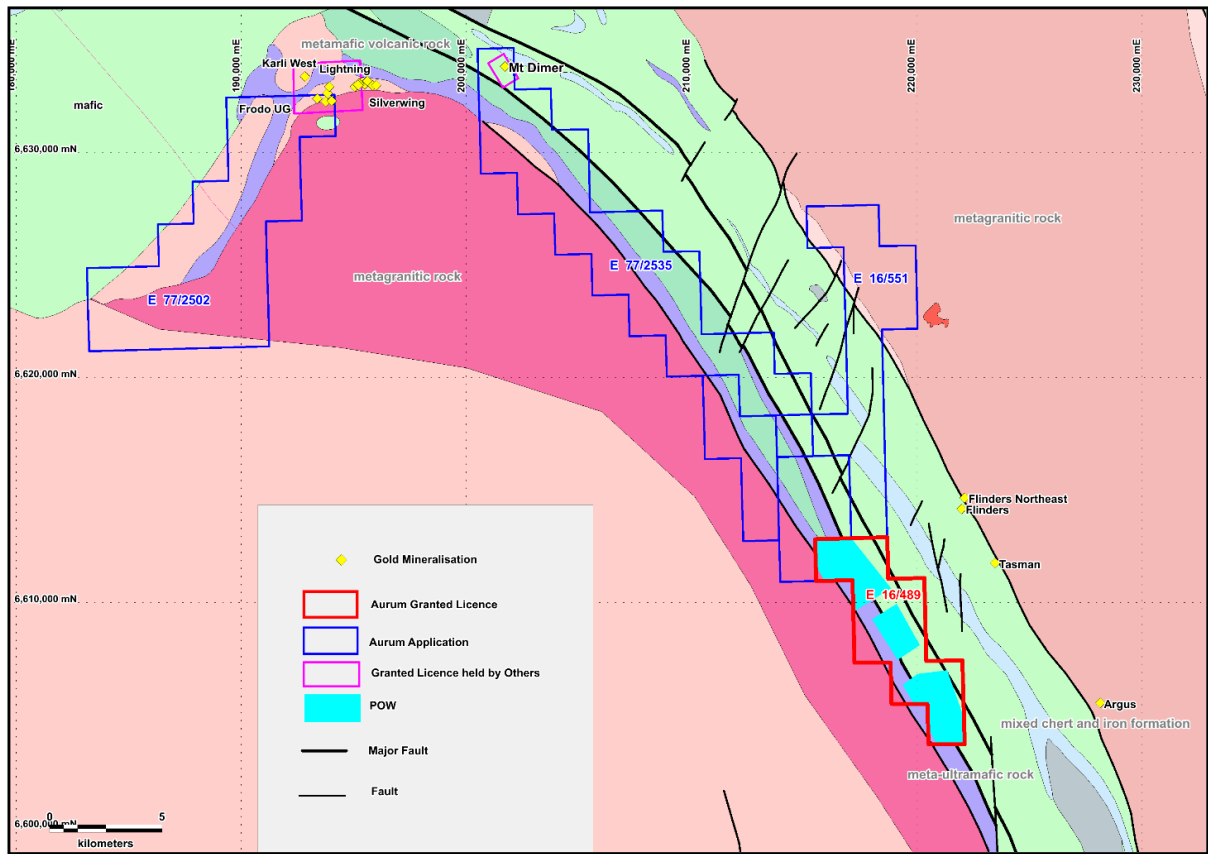 180,000 mE
190,000 mE
200,000 mE
210,000 mE
220,000 mE
230,000 mE
metamafic volcanic rock
Karli West
Lightning
Mt Dimer
mafic
Frodo UG
Silverwing
6,630,000 mN
metagranitic rock
metagranitic rock
E 77/2535
E 16/551
E 77/2502
6,620,000 mN
Flinders Northeast
Flinders
Gold Mineralisation
Tasman
Aurum Granted Licence
6,610,000 mN
E 16/489
Aurum Application
Granted Licence held by Others
POW
Argus
mixed chert and iron formation
Major Fault
meta-ultramafic rock
Fault
0 5
6,600,000 mN
kilometers